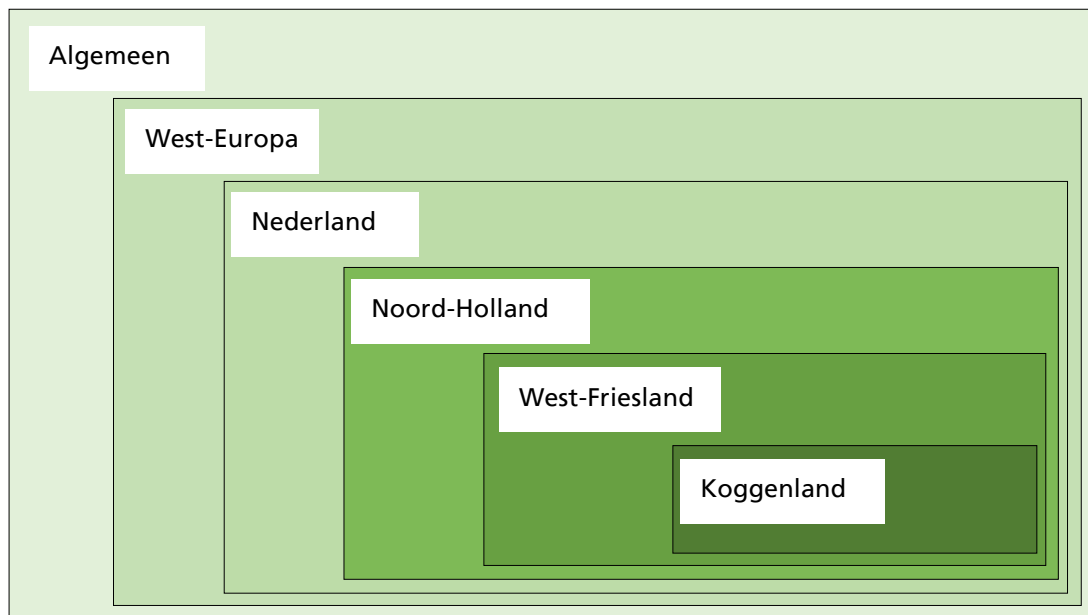 Algemeen
West-Europa
Nederland
Noord-Holland
West-Friesland
Koggenland